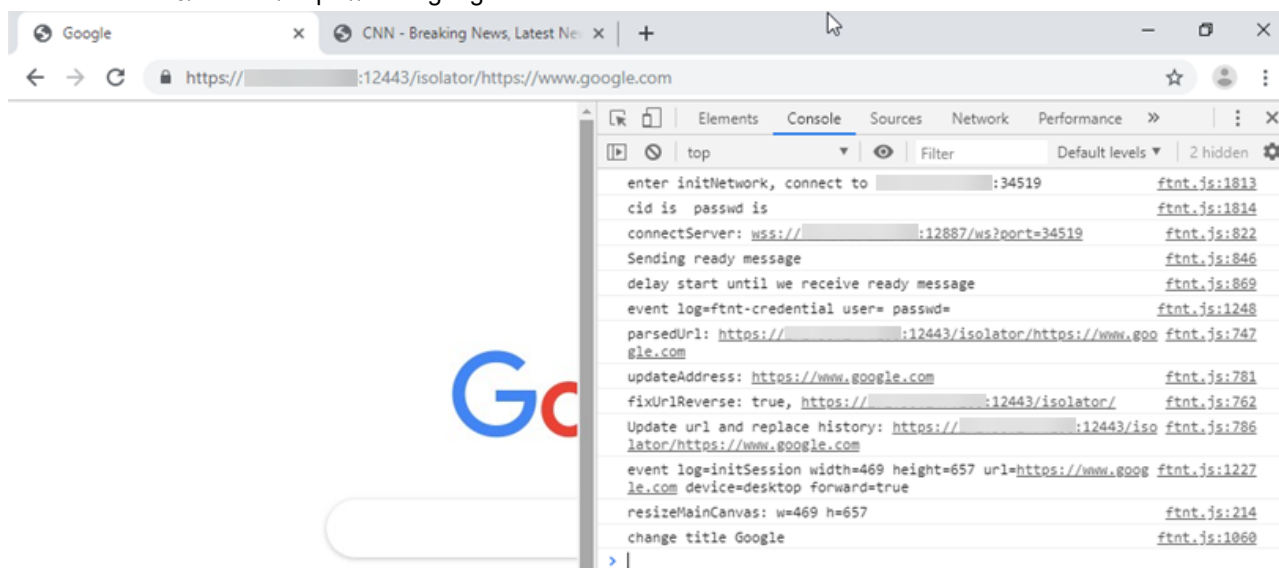 Google
CNN - Breaking News, Latest Ne
https:// :12443/isolator/https://www.google.com
Elements Console Sources Network Performance »
top Filter Default levels 2 hidden
enter initNetwork, connect to :34519 ftnt.js:1813
cid is passwd is ftnt.js:1814
connectServer: wss:// :12887/ws?port=34519 ftnt.js:822
Sending ready message ftnt.js:846
delay start until we receive ready message ftnt.js:869
event log=ftnt-credential user= passwd= ftnt.js:1248
parsedUrl: https:// :12443/isolator/https://www.goo ftnt.js:747
gle.com
updateAddress: https://www.google.com ftnt.js:781
fixUrlReverse: true, https:// :12443/isolator/ ftnt.js:762
Update url and replace history: https:// :12443/iso ftnt.js:786
lator/https://www.google.com
event log=initSession width=469 height=657 url=https://www.goog ftnt.js:1227
le.com device=desktop forward=true
resizeMainCanvas: w=469 h=657 ftnt.js:214
change title Google ftnt.js:1060
>
Go